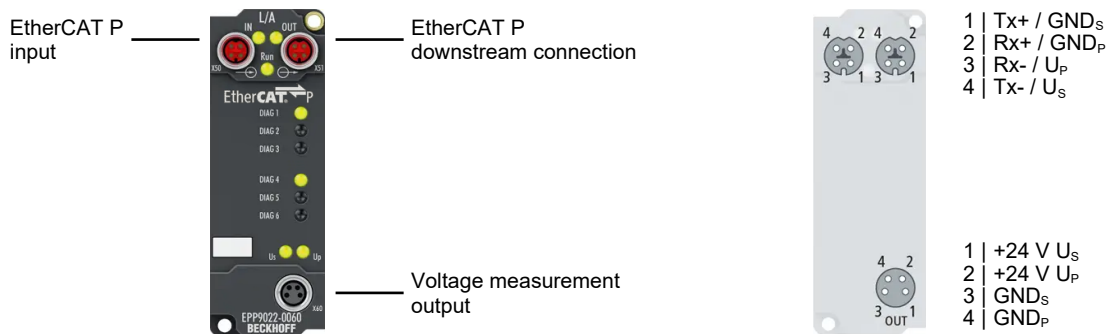 EtherCAT P
input
EtherCAT P
downstream connection
Voltage measurement
output
L/A
IN
OUT
X50
Run
X51
EtherCAT P
DIAG 1
DIAG 2
DIAG 3
DIAG 4
DIAG 5
DIAG 6
Us
Up
X60
EPP9022-0060
BECKHOFF
4 2
3 1
4 2
3 1
1 | Tx+ / GNDS
2 | Rx+ / GNDP
3 | Rx- / UP
4 | Tx- / US
4 2
3 1
OUT
1 | +24 V US
2 | +24 V UP
3 | GNDS
4 | GNDP